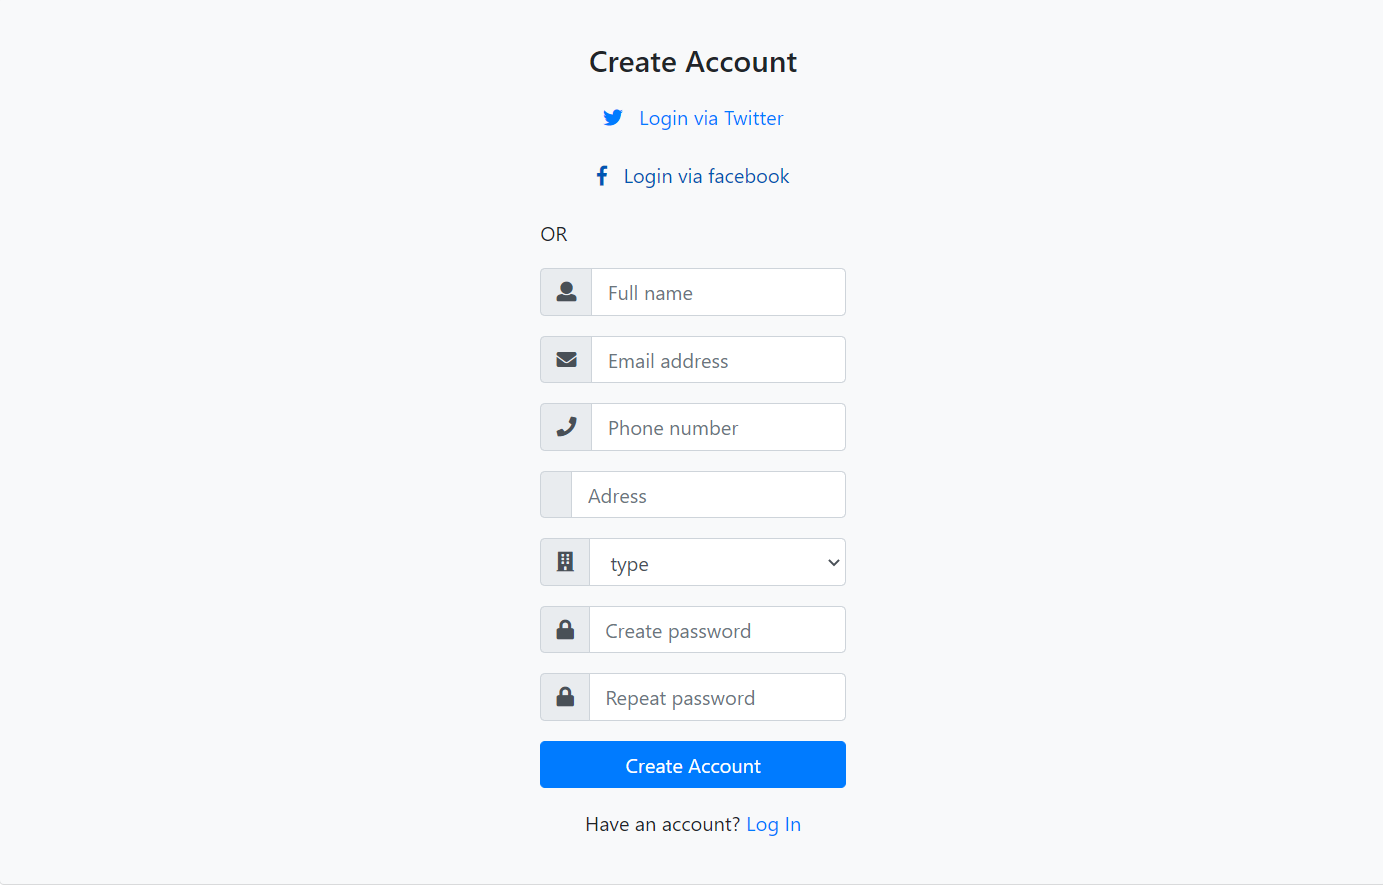 Create Account
Login via Twitter
Login via facebook
OR
Full name
Email address
Phone number
Adress
type
Create password
Repeat password
Create Account
Have an account? Log In